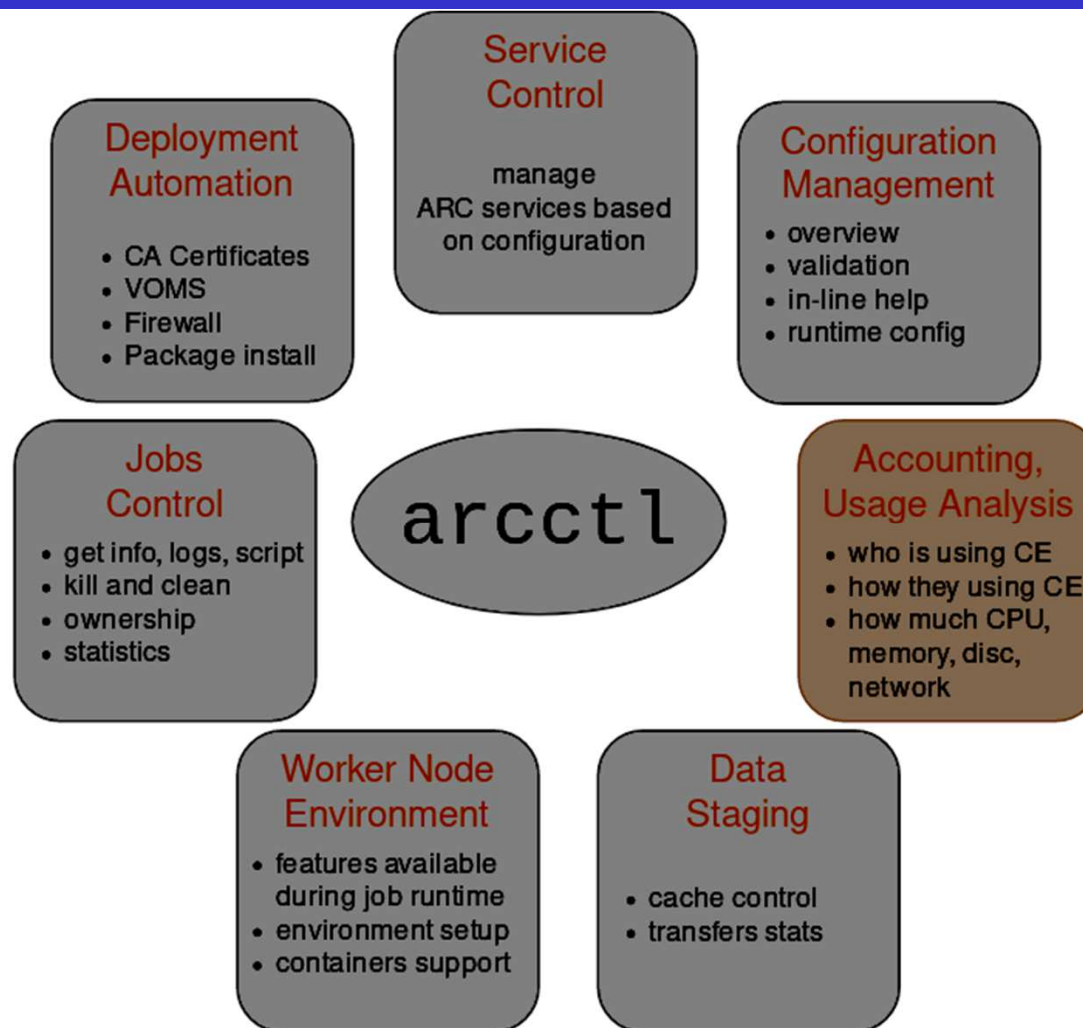 Service
Control
manage
ARC services based
on configuration
Deployment
Automation
• CA Certificates
• VOMS
• Firewall
• Package install
Configuration
Management
• overview
• validation
• in-line help
• runtime config
Jobs
Control
• get info, logs, script
• kill and clean
• ownership
• statistics
arcctl
Accounting,
Usage Analysis
• who is using CE
• how they using CE
• how much CPU,
memory, disc,
network
Worker Node
Environment
• features available
during job runtime
• environment setup
• containers support
Data
Staging
• cache control
• transfers stats